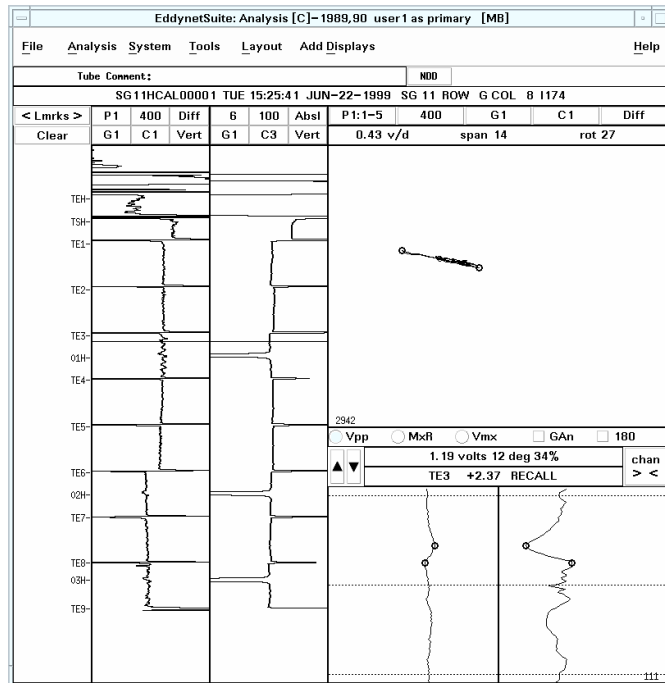 EddynetSuite: Analysis [C]-1989,90 user1 as primary [MB]
File Analysis System Tools Layout Add Displays Help
Tube Comment: NDD
SG11HCAL00001 TUE 15:25:41 JUN-22-1999 SG 11 ROW G COL 8 I174
< Lmrks > P1 400 Diff 6 100 Absl P1:1-5 400 G1 C1 Diff
Clear G1 C1 Vert G1 C3 Vert 0.43 v/d span 14 rot 27
TEH
TSH
TE1
TE2
TE3
01H
TE4
TE5
TE6
02H
TE7
TE8
03H
TE9
2942
Vpp MxR Vmx GAn 180
1.19 volts 12 deg 34% chan
TE3 +2.37 RECALL > <
111